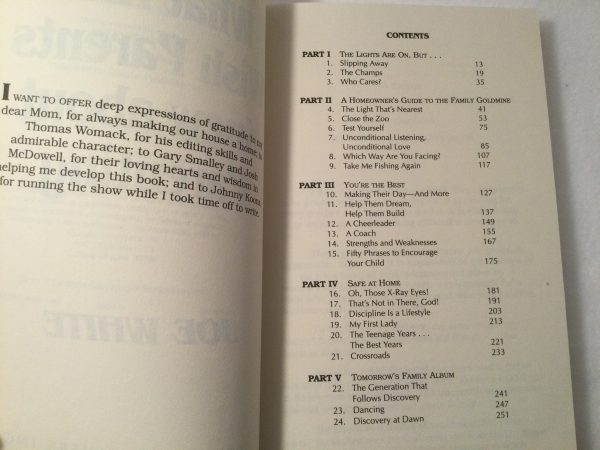 I WANT TO OFFER deep expressions of gratitude to my
dear Mom, for always making our house a home; to
Thomas Womack, for his editing skills and
admirable character; to Gary Smalley and Josh
McDowell, for their loving hearts and wisdom in
helping me develop this book; and to Johnny Koons
for running the show while I took time off to write.
CONTENTS
PART I THE LIGHTS ARE ON, BUT . . .
1. Slipping Away 13
2. The Champs 19
3. Who Cares? 35
PART II A HOMEOWNER'S GUIDE TO THE FAMILY GOLDMINE
4. The Light That's Nearest 41
5. Close the Zoo 53
6. Test Yourself 75
7. Unconditional Listening,
Unconditional Love 85
8. Which Way Are You Facing? 107
9. Take Me Fishing Again 117
PART III YOU'RE THE BEST
10. Making Their Day—And More 127
11. Help Them Dream,
Help Them Build 137
12. A Cheerleader 149
13. A Coach 155
14. Strengths and Weaknesses 167
15. Fifty Phrases to Encourage
Your Child 175
PART IV SAFE AT HOME
16. Oh, Those X-Ray Eyes! 181
17. That's Not in There, God! 191
18. Discipline Is a Lifestyle 203
19. My First Lady 213
20. The Teenage Years . . .
The Best Years 221
21. Crossroads 233
PART V TOMORROW'S FAMILY ALBUM
22. The Generation That
Follows Discovery 241
23. Dancing 247
24. Discovery at Dawn 251